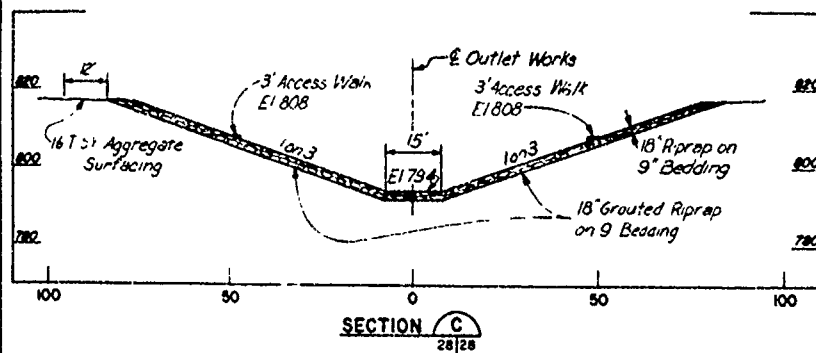 12'
℄ Outlet Works
820
3' Access Walk
El 808
3' Access Walk
El 808
820
15'
1 on 3
1 on 3
16' Aggregate
Surfacing
18" Riprap on
9" Bedding
800
800
El 794
18" Grouted Riprap
on 9 Bedding
780
780
100
50
0
50
100
SECTION C
28|28